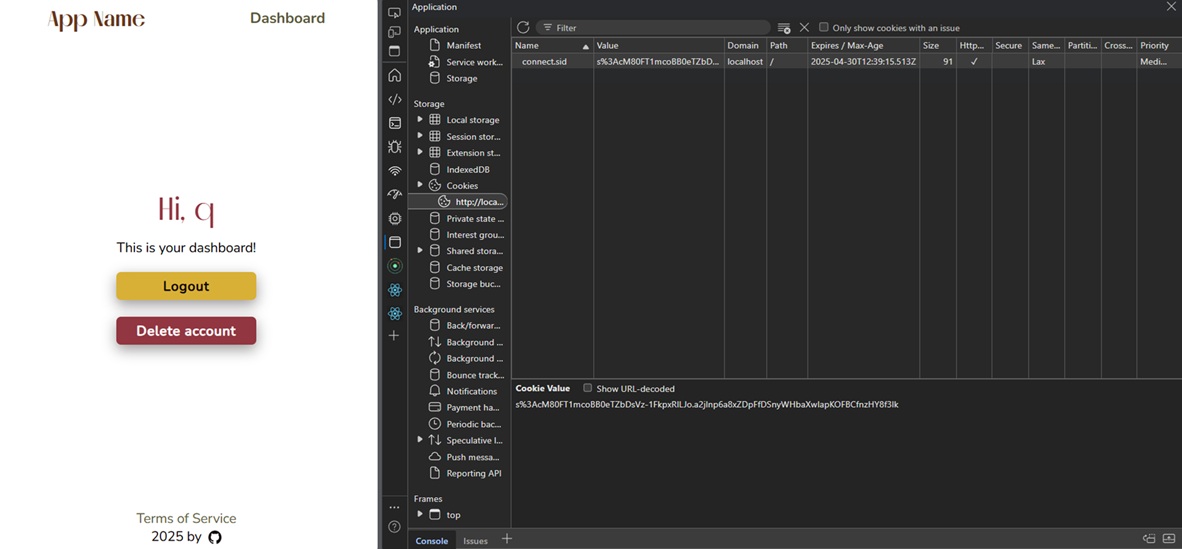 App Name
Dashboard
Hi, q
This is your dashboard!
Logout
Delete account
Terms of Service
2025 by
Application
Application
Manifest
Service work...
Storage
Storage
Local storage
Session stor...
Extension st...
IndexedDB
Cookies
http://loca...
Private state ...
Interest grou...
Shared stora...
Cache storage
Storage buc...
Background services
Back/forwar...
Background ...
Background ...
Bounce track...
Notifications
Payment ha...
Periodic bac...
Speculative l...
Push messa...
Reporting API
Frames
top
Filter
Only show cookies with an issue
Name Value Domain Path Expires / Max-Age Size Http... Secure Same... Partiti... Cross... Priority
connect.sid s%3AcM80FT1mcoBB0eTZbD... localhost / 2025-04-30T12:39:15.513Z 91 ✓ Lax Medi...
Cookie Value Show URL-decoded
Console Issues